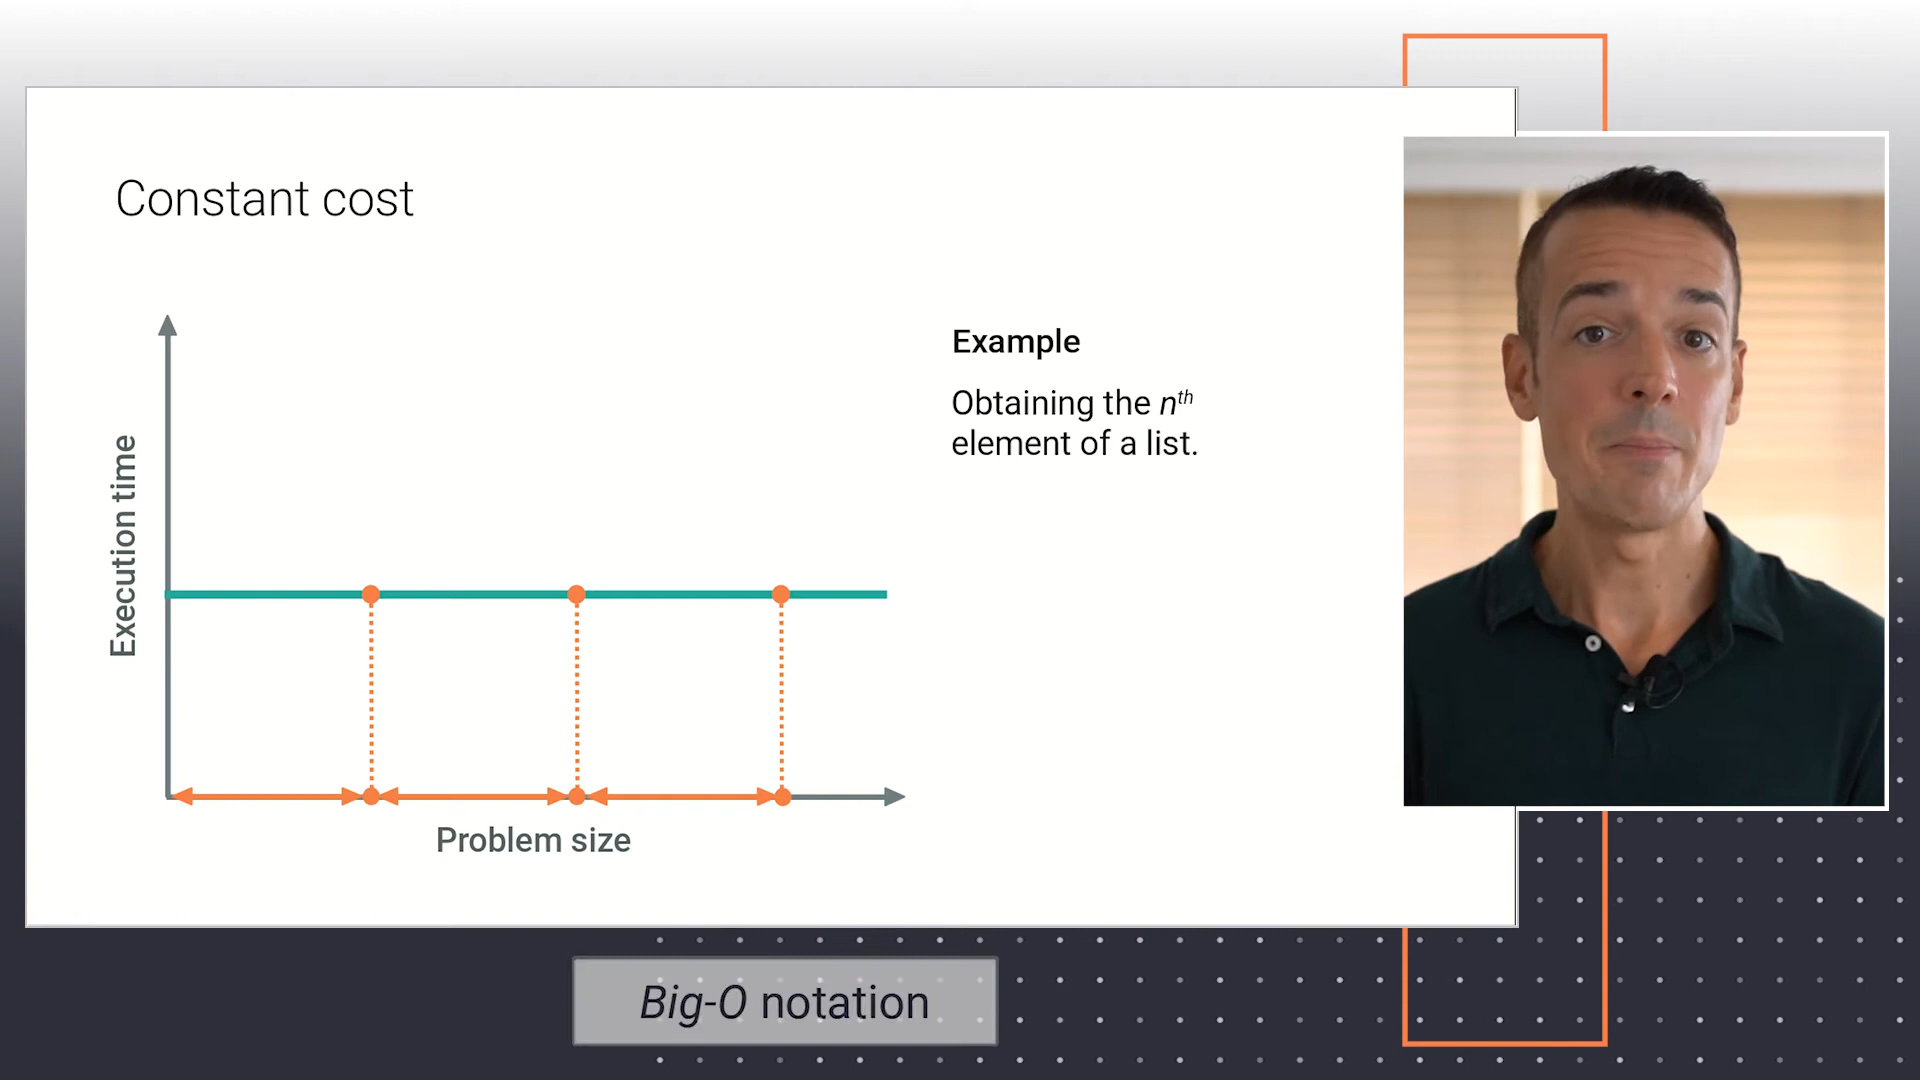 Constant cost
Execution time
Problem size
Example
Obtaining the nth
element of a list.
Big-O notation